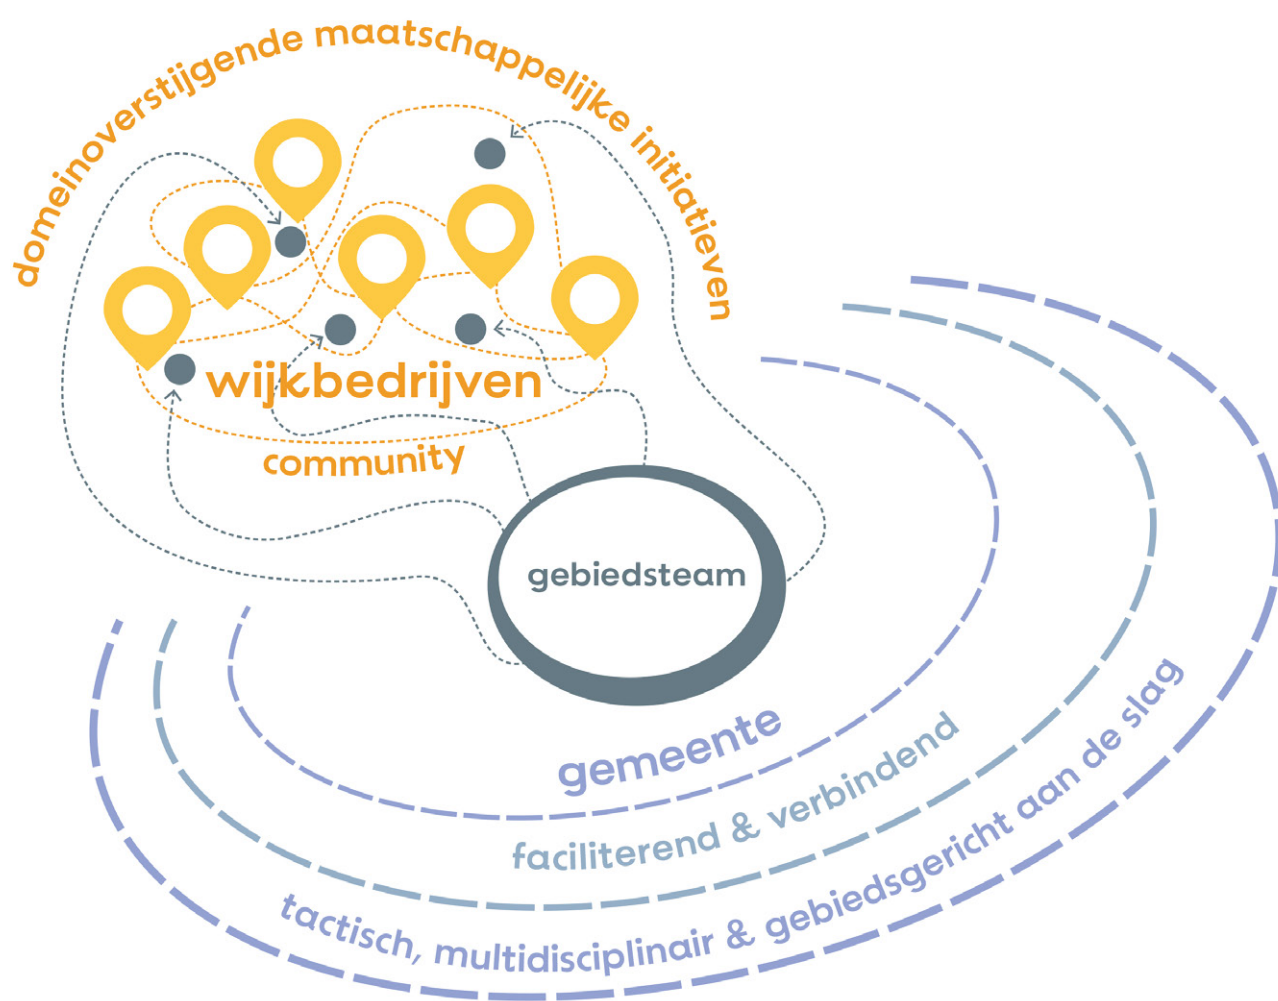 domeinoverstijgende maatschappelijke initiatieven
wijkbedrijven
community
gebiedsteam
gemeente
faciliterend & verbindend
tactisch, multidisciplinair & gebiedsgericht aan de slag